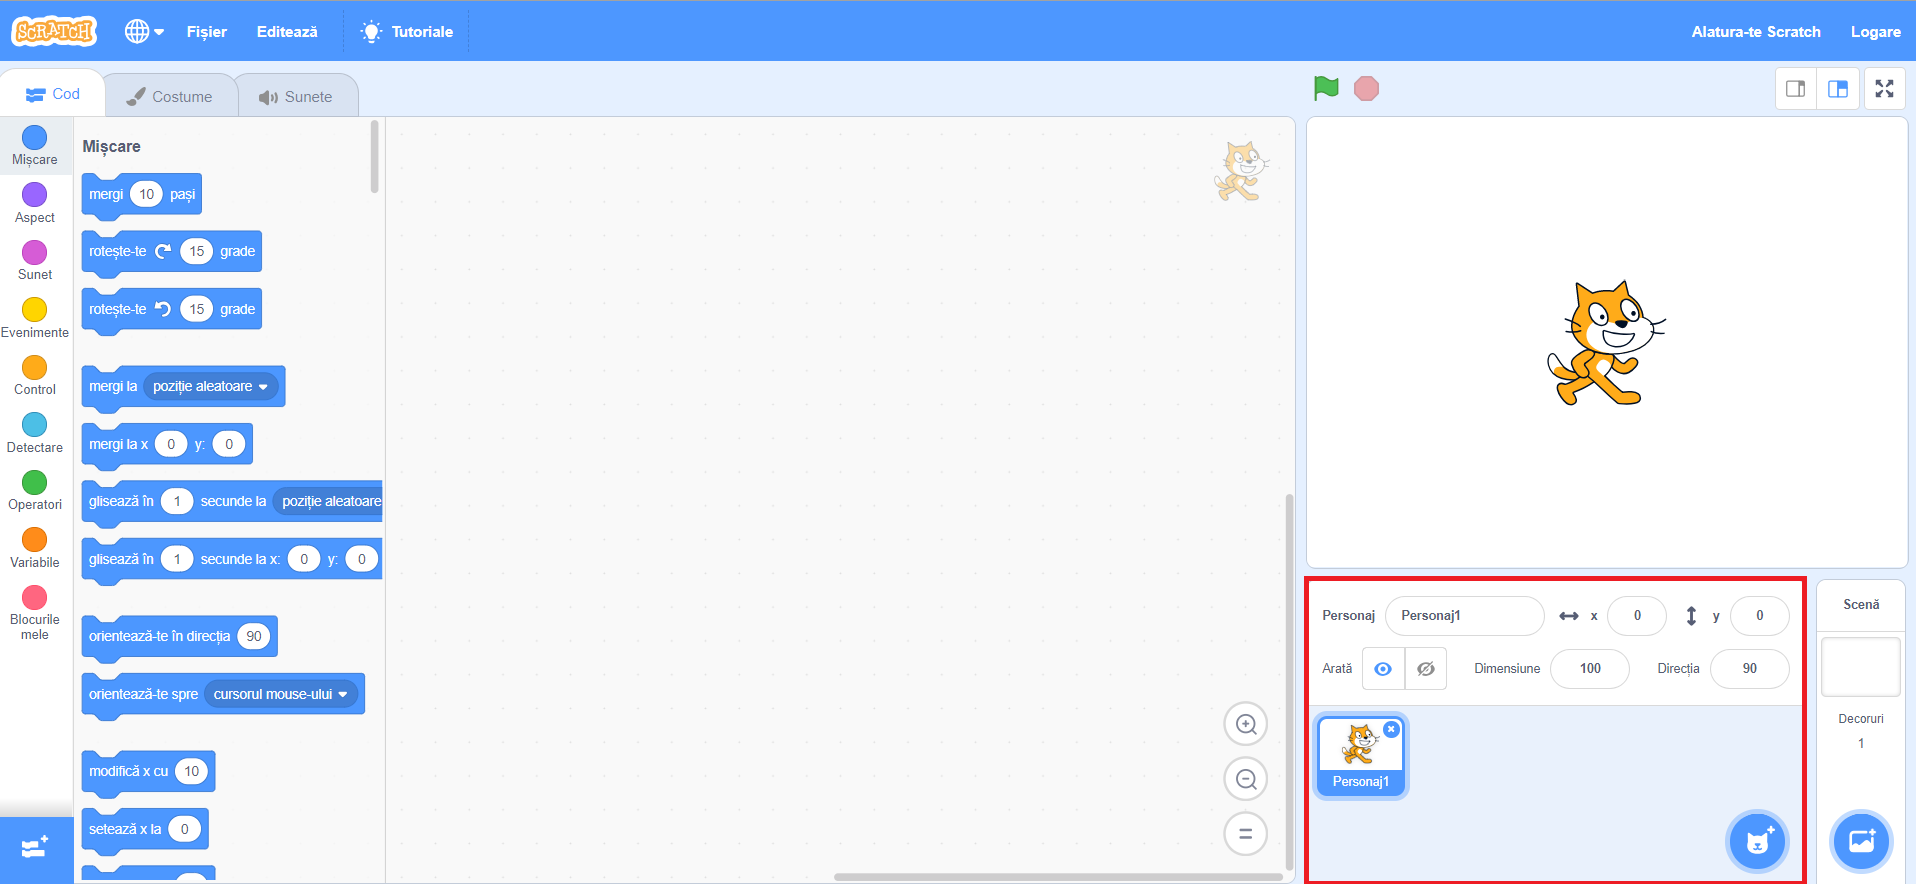 SCRATCH Fișier Editează Tutoriale Alatura-te Scratch Logare
Cod Costume Sunete
Mișcare
Aspect
Sunet
Evenimente
Control
Detectare
Operatori
Variabile
Blocurile
mele
Mișcare
mergi 10 pași
rotește-te 15 grade
rotește-te 15 grade
mergi la poziție aleatoare
mergi la x 0 y: 0
glisează în 1 secunde la poziție aleatoare
glisează în 1 secunde la x: 0 y: 0
orientează-te în direcția 90
orientează-te spre cursorul mouse-ului
modifică x cu 10
setează x la 0
Personaj Personaj1 x 0 y 0
Arată Dimensiune 100 Direcția 90
Personaj1
Scenă
Decoruri
1